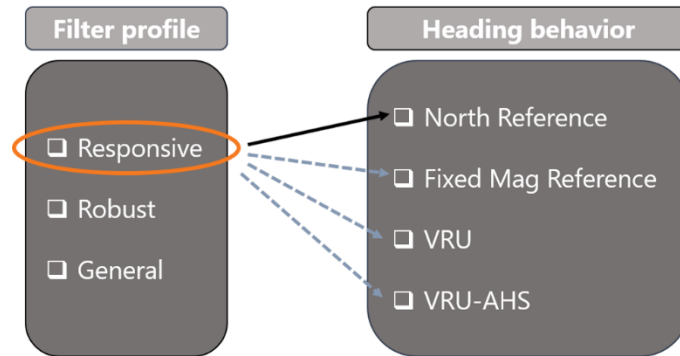 Filter profile
Responsive
Robust
General
Heading behavior
North Reference
Fixed Mag Reference
VRU
VRU-AHS